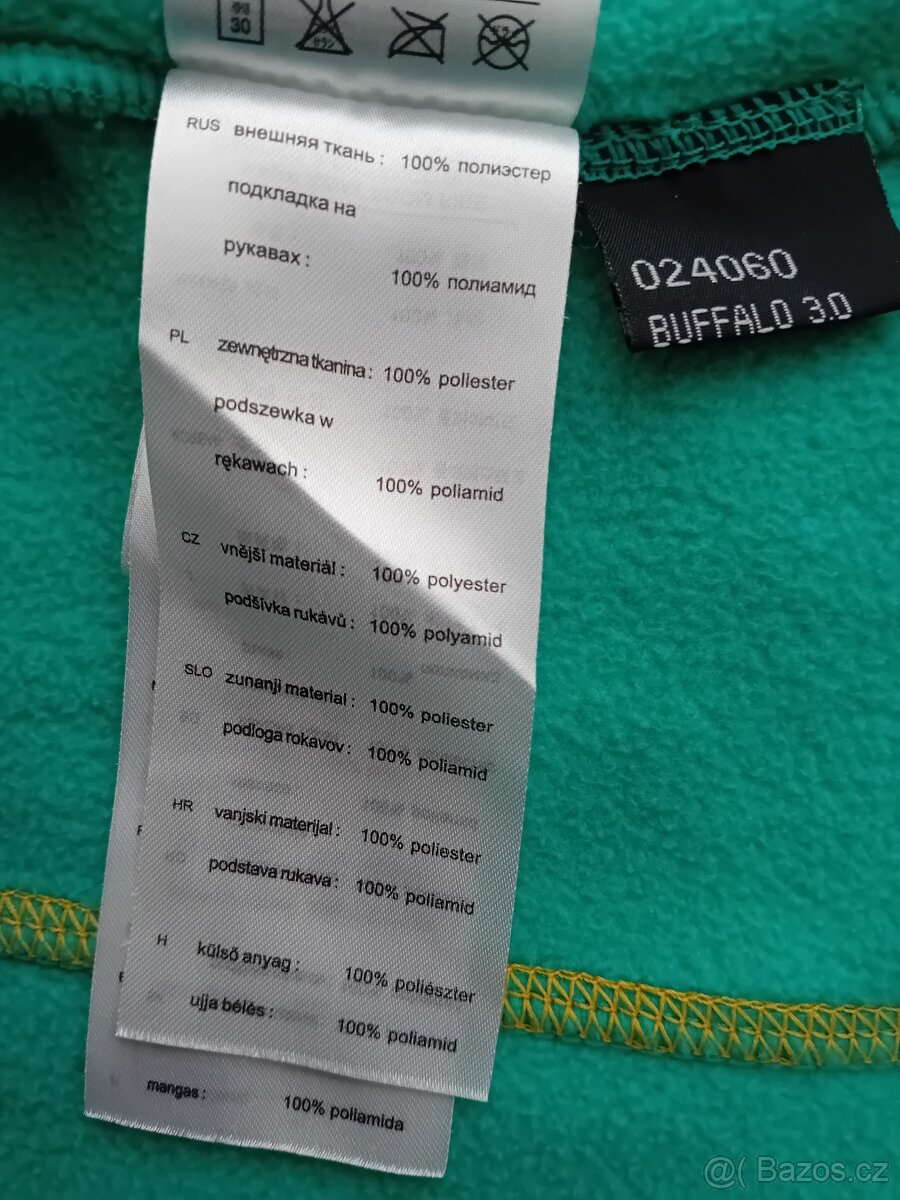 30
RUS внешняя ткань : 100% полиэстер
подкладка на
рукавах : 100% полиамид
PL zewnętrzna tkanina : 100% poliester
podszewka w
rękawach : 100% poliamid
CZ vnější materiál : 100% polyester
podšívka rukávů : 100% polyamid
SLO zunanji material : 100% poliester
podloga rokavov : 100% poliamid
HR vanjski materijal : 100% poliester
podstava rukava : 100% poliamid
H külső anyag : 100% poliészter
ujja bélés : 100% poliamid
mangas : 100% poliamida
024060
BUFFALO 3.0
@( Bazos.cz